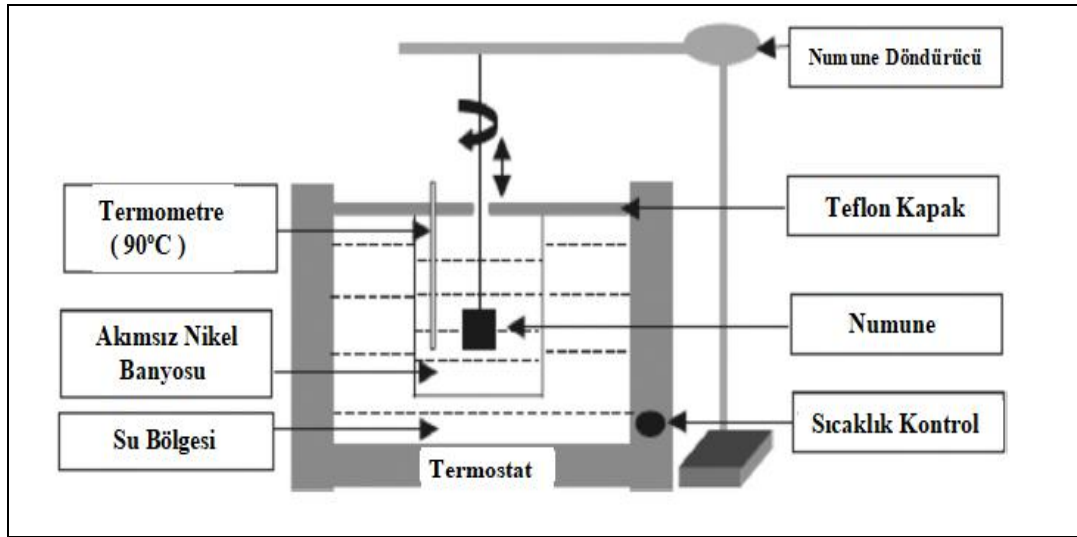 Numune Döndürücü
Termometre
( 90ºC )
Teflon Kapak
Akımsız Nikel
Banyosu
Numune
Su Bölgesi
Sıcaklık Kontrol
Termostat